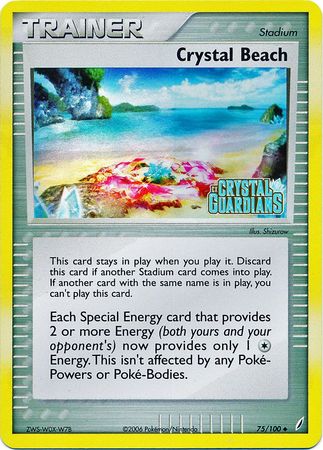 TRAINER
Stadium
Crystal Beach
EX
CRYSTAL
GUARDIANS
Illus. Shizurow
This card stays in play when you play it. Discard
this card if another Stadium card comes into play.
If another card with the same name is in play, you
can't play this card.
Each Special Energy card that provides
2 or more Energy (both yours and your
opponent's) now provides only 1
Energy. This isn't affected by any Poké-
Powers or Poké-Bodies.
ZWS-W0X-W7B
©2006 Pokémon/Nintendo
75/100 ◆